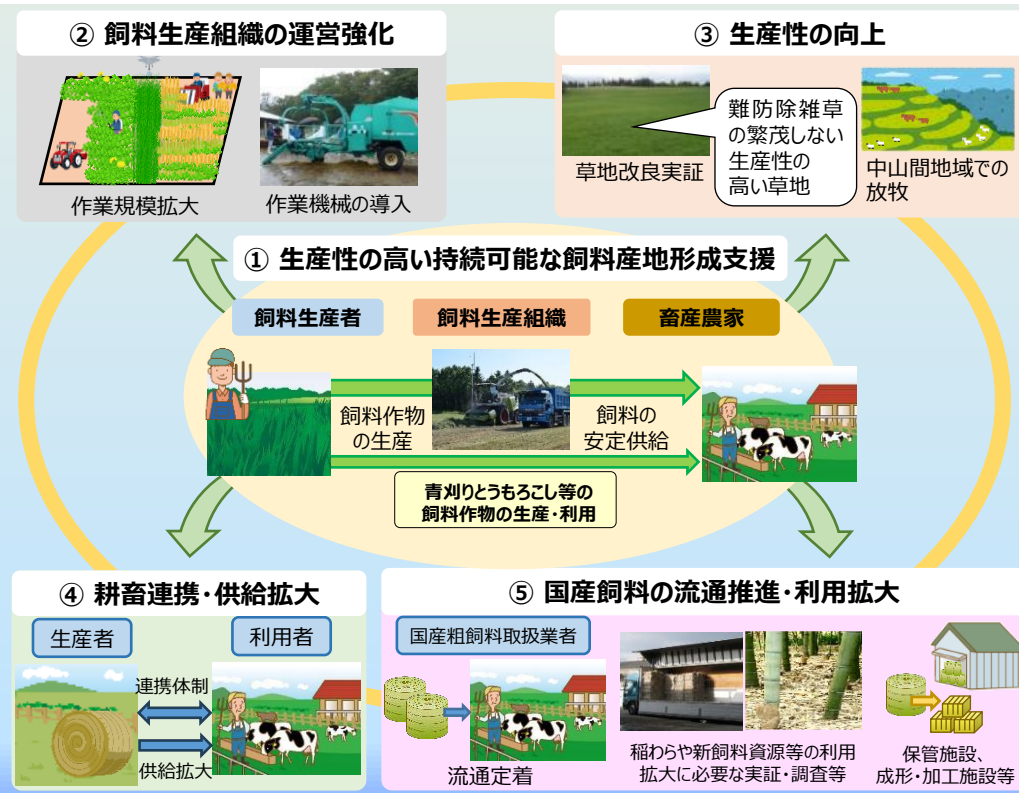 ② 飼料生産組織の運営強化
作業規模拡大
作業機械の導入
③ 生産性の向上
草地改良実証
難防除雑草
の繁茂しない
生産性の
高い草地
中山間地域での
放牧
① 生産性の高い持続可能な飼料産地形成支援
飼料生産者
飼料生産組織
畜産農家
飼料作物
の生産
飼料の
安定供給
青刈りとうもろこし等の
飼料作物の生産・利用
④ 耕畜連携・供給拡大
生産者
利用者
連携体制
供給拡大
⑤ 国産飼料の流通推進・利用拡大
国産粗飼料取扱業者
流通定着
稲わらや新飼料資源等の利用
拡大に必要な実証・調査等
保管施設、
成形・加工施設等